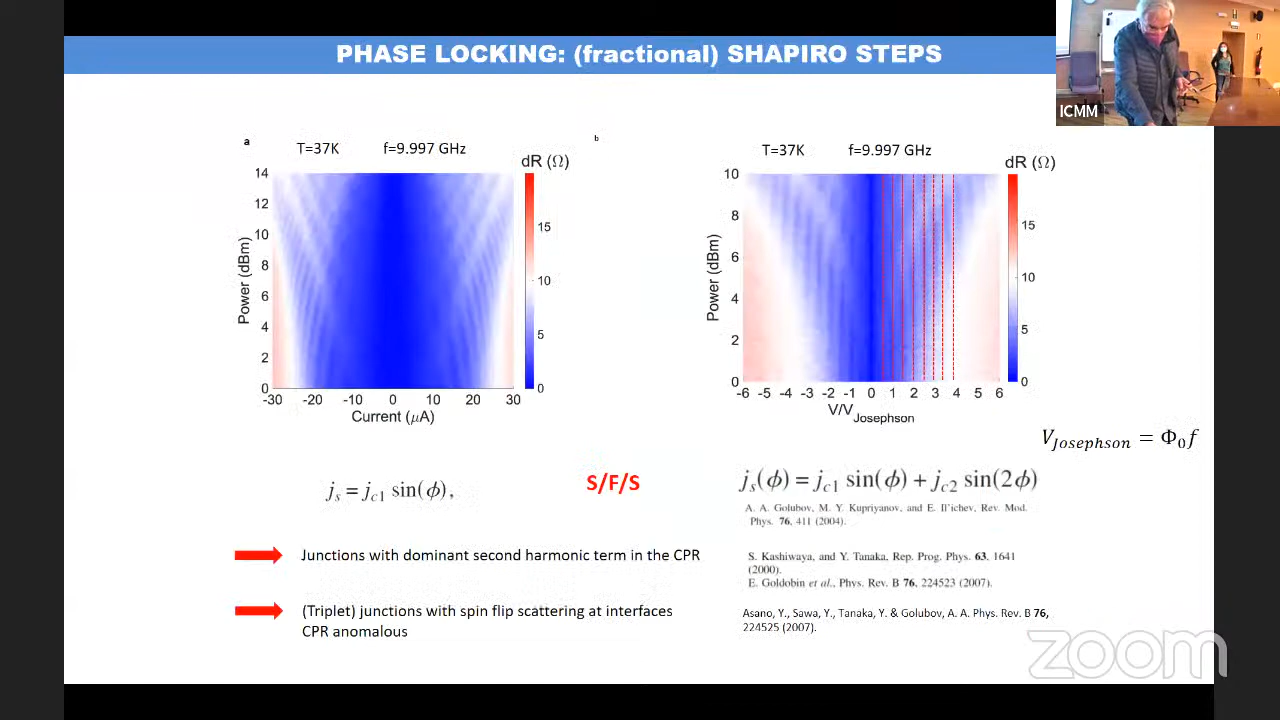 PHASE LOCKING: (fractional) SHAPIRO STEPS
ICMM
a
T=37K f=9.997 GHz
dR (Ω)
14
12
10
8
6
4
2
0
Power (dBm)
-30 -20 -10 0 10 20 30
Current (μA)
15
10
5
0
b
T=37K f=9.997 GHz
dR (Ω)
10
8
6
4
2
0
Power (dBm)
-6 -5 -4 -3 -2 -1 0 1 2 3 4 5 6
V/V_Josephson
15
10
5
0
V_Josephson = Φ₀f
j_s = j_c1 sin(ϕ),
S/F/S
j_s(ϕ) = j_c1 sin(ϕ) + j_c2 sin(2ϕ)
A. A. Golubov, M. Y. Kupriyanov, and E. Il'ichev, Rev. Mod.
Phys. 76, 411 (2004).
Junctions with dominant second harmonic term in the CPR
S. Kashiwaya, and Y. Tanaka, Rep. Prog. Phys. 63, 1641
(2000).
E. Goldobin et al., Phys. Rev. B 76, 224523 (2007).
(Triplet) junctions with spin flip scattering at interfaces
CPR anomalous
Asano, Y., Sawa, Y., Tanaka, Y. & Golubov, A. A. Phys. Rev. B 76,
224525 (2007).
zoom